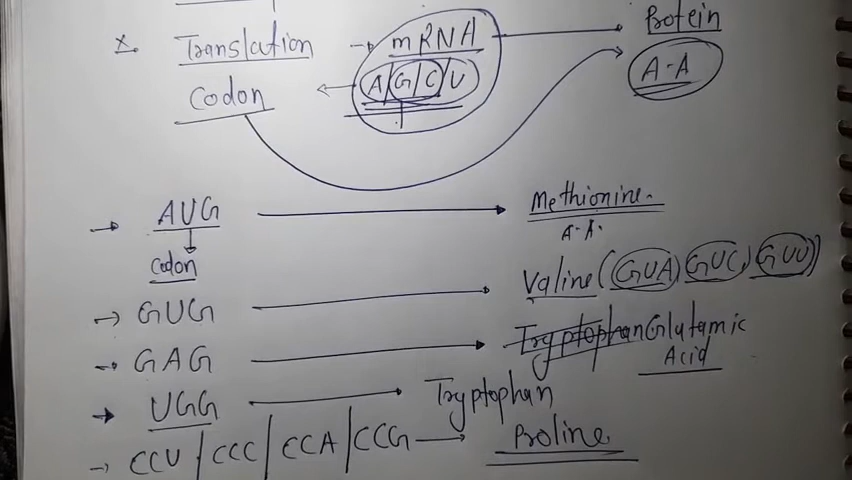 x. Translation → mRNA → Protein
Codon ← A/G/C/U A-A
→ AUG → Methionine.
A-A.
Codon
→ GUG → Valine (GUA) (GUC) (GUU)
→ GAG → Tryptophan Glutamic
Acid
→ UGG → Tryptophan
→ CCU / CCC / CCA / CCG → Proline.